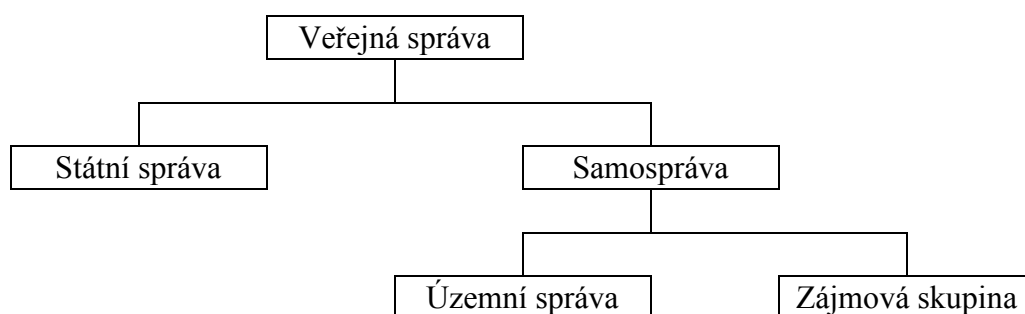 Veřejná správa
Státní správa
Samospráva
Územní správa
Zájmová skupina